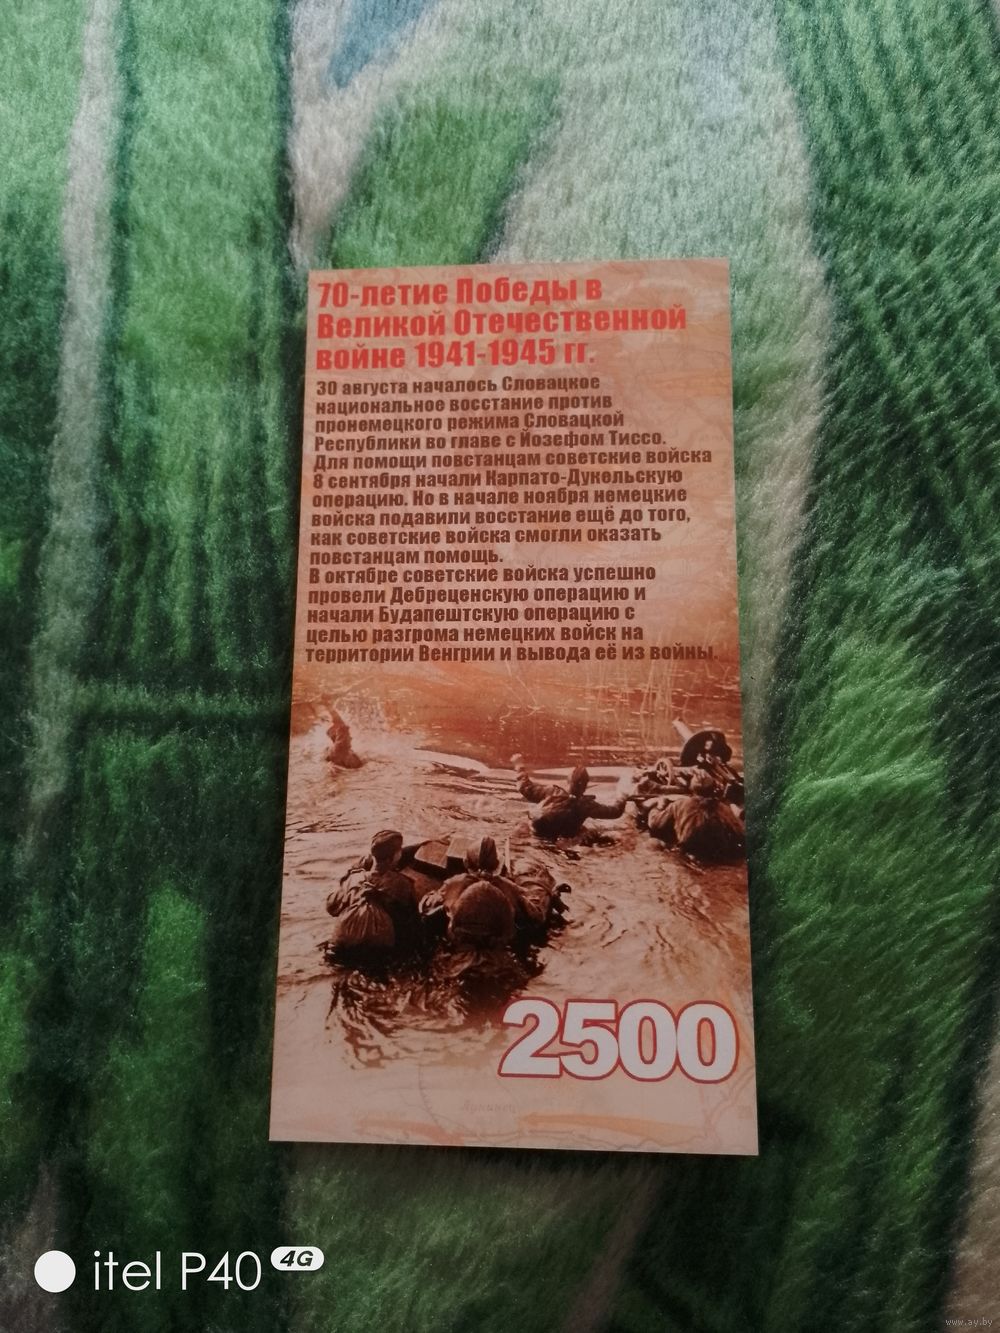 70-летие Победы в
Великой Отечественной
войне 1941-1945 гг.
30 августа началось Словацкое
национальное восстание против
пронемецкого режима Словацкой
Республики во главе с Йозефом Тиссо.
Для помощи повстанцам советские войска
8 сентября начали Карпато-Дукельскую
операцию. Но в начале ноября немецкие
войска подавили восстание ещё до того,
как советские войска смогли оказать
повстанцам помощь.
В октябре советские войска успешно
провели Дебреценскую операцию и
начали Будапештскую операцию с
целью разгрома немецких войск на
территории Венгрии и вывода её из войны.
2500
Лунинец
itel P40 4G
www.ay.by